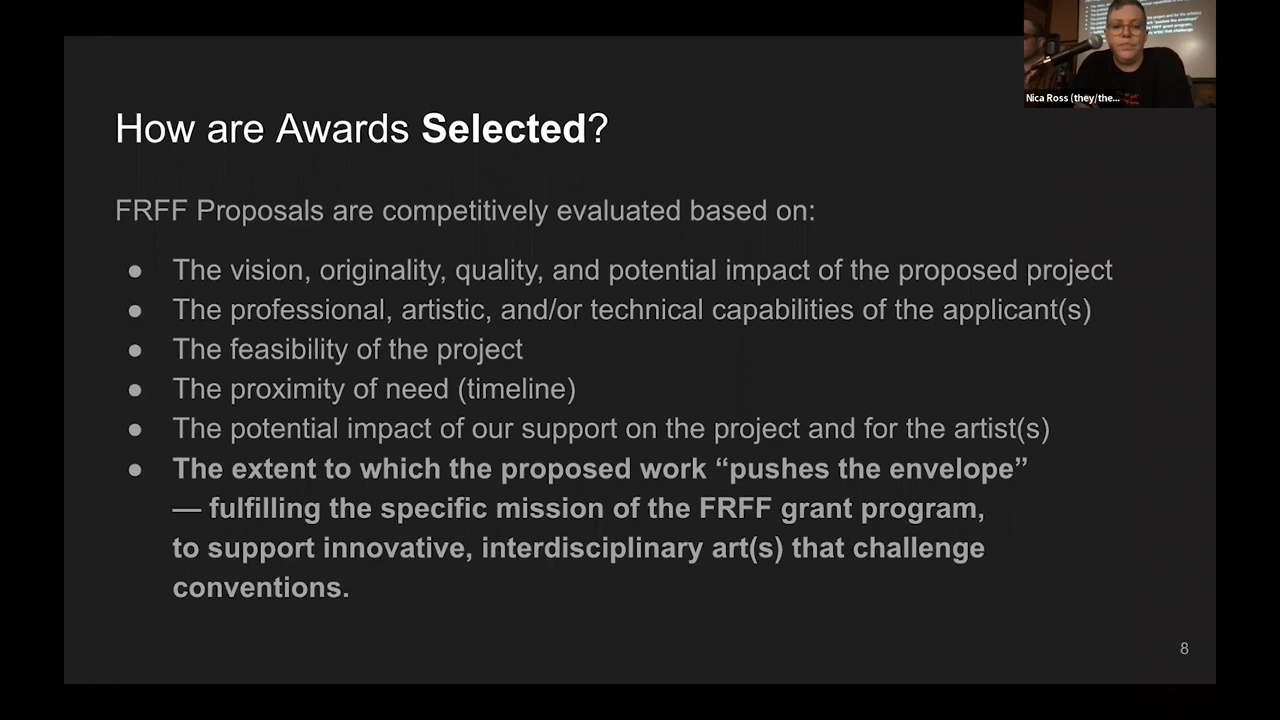 How are Awards Selected?
FRFF Proposals are competitively evaluated based on:
● The vision, originality, quality, and potential impact of the proposed project
● The professional, artistic, and/or technical capabilities of the applicant(s)
● The feasibility of the project
● The proximity of need (timeline)
● The potential impact of our support on the project and for the artist(s)
● The extent to which the proposed work “pushes the envelope”
— fulfilling the specific mission of the FRFF grant program,
to support innovative, interdisciplinary art(s) that challenge
conventions.
8
Nica Ross (they/the...